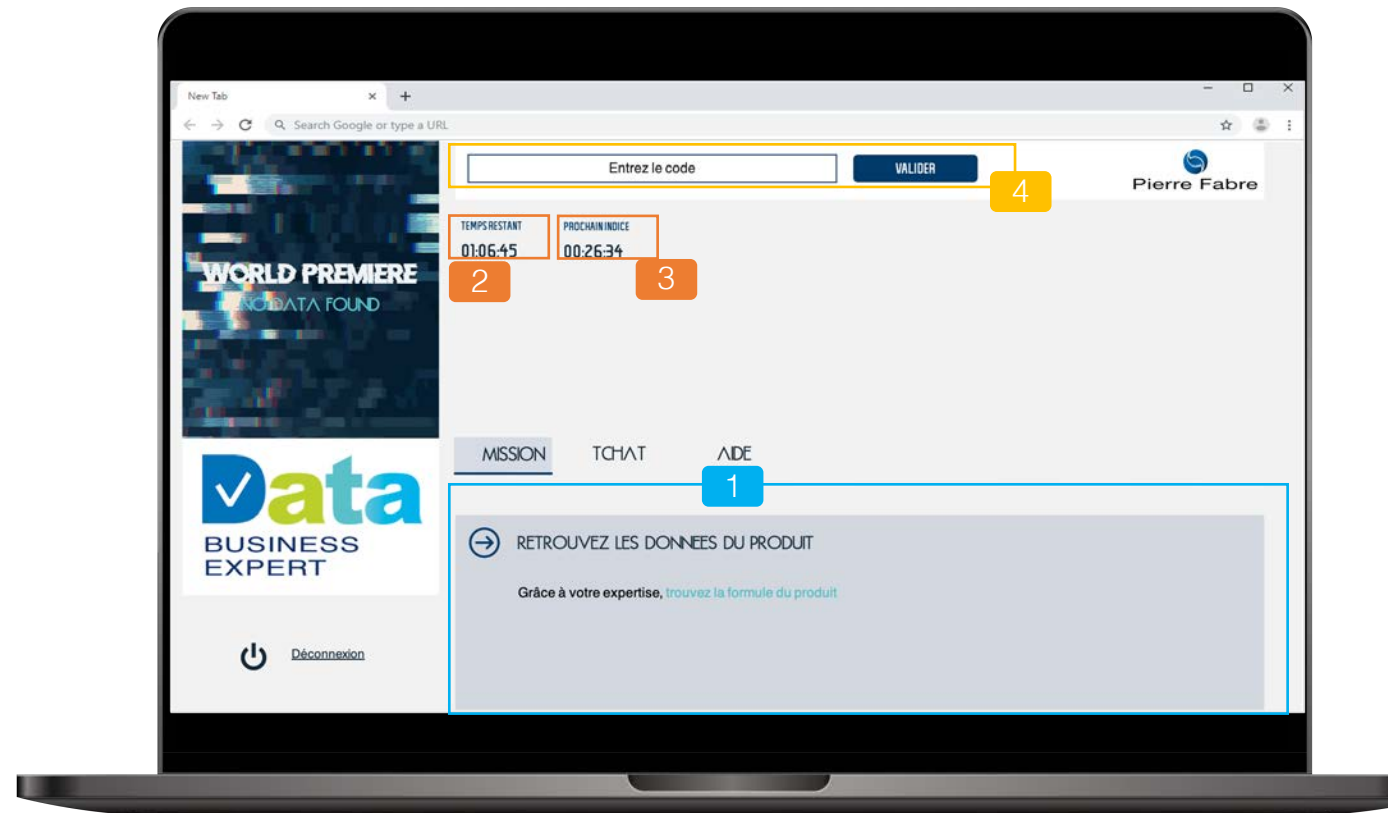 New Tab
Search Google or type a URL
Entrez le code
VALIDER
4
Pierre Fabre
TEMPS RESTANT
PROCHAIN INDICE
01:06:45
00:26:34
2
3
WORLD PREMIERE
NO DATA FOUND
MISSION
TCHAT
AIDE
1
Data
BUSINESS
EXPERT
RETROUVEZ LES DONNEES DU PRODUIT
Grâce à votre expertise, trouvez la formule du produit
Déconnexion